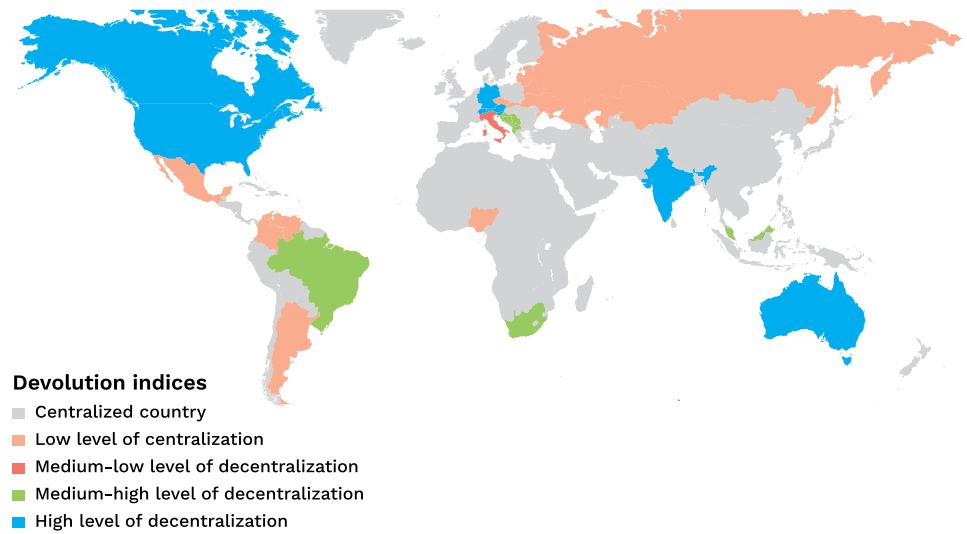 Devolution indices
Centralized country
Low level of centralization
Medium-low level of decentralization
Medium-high level of decentralization
High level of decentralization